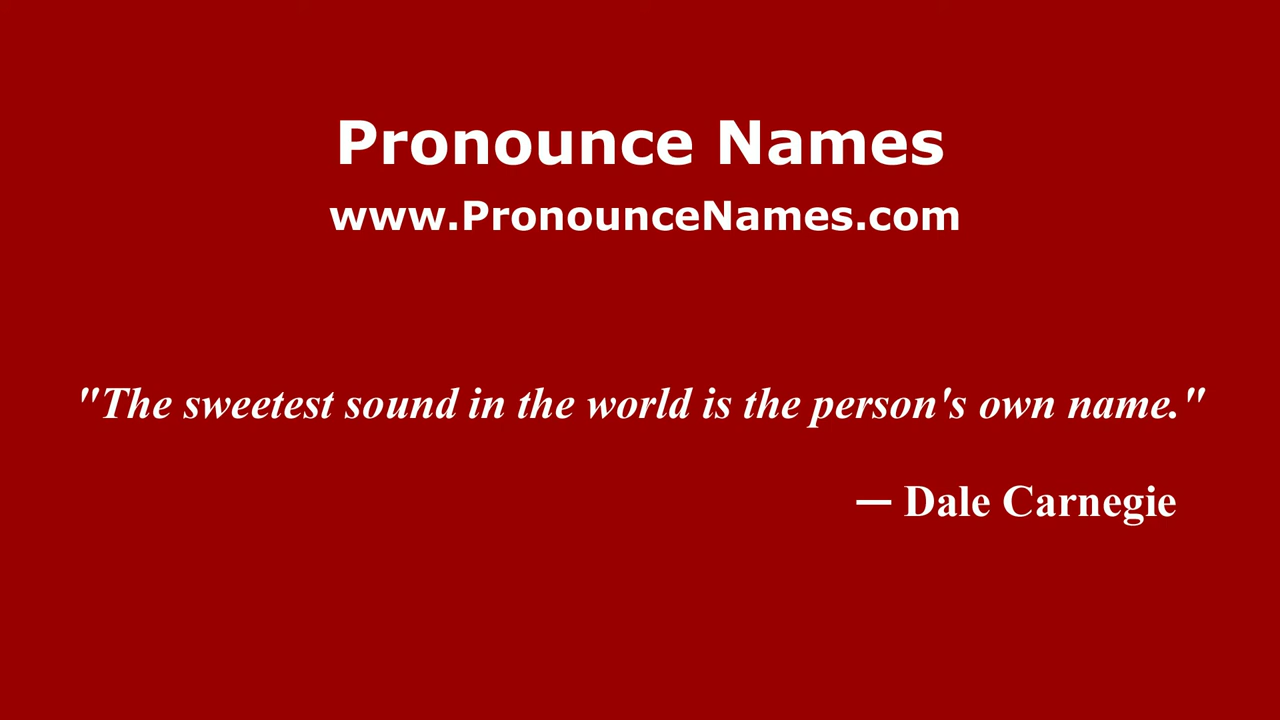 Pronounce Names
www.PronounceNames.com
"The sweetest sound in the world is the person's own name."
— Dale Carnegie